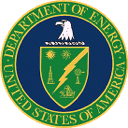 DEPARTMENT OF ENERGY
UNITED STATES OF AMERICA